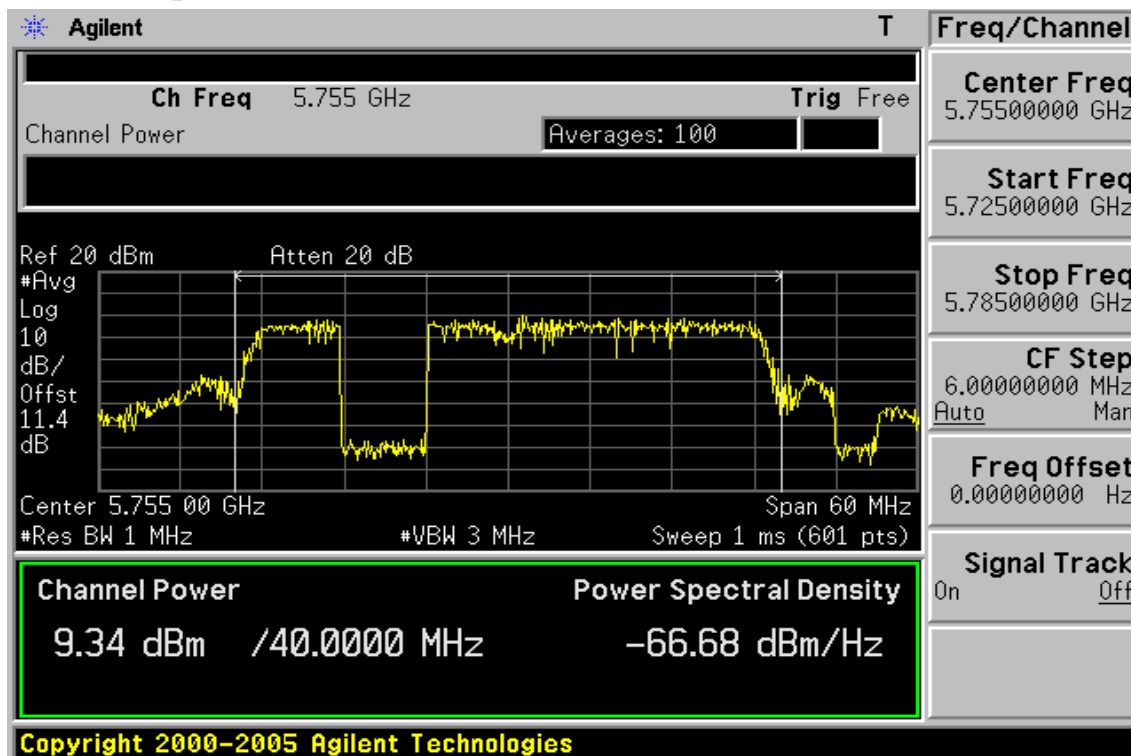 Agilent T
Freq/Channel
Ch Freq 5.755 GHz Trig Free
Channel Power Averages: 100
Ref 20 dBm Atten 20 dB
#Avg
Log
10
dB/
Offst
11.4
dB
Center 5.755 00 GHz Span 60 MHz
#Res BW 1 MHz #VBW 3 MHz Sweep 1 ms (601 pts)
Channel Power Power Spectral Density
9.34 dBm /40.0000 MHz -66.68 dBm/Hz
Center Freq
5.75500000 GHz
Start Freq
5.72500000 GHz
Stop Freq
5.78500000 GHz
CF Step
6.00000000 MHz
Auto Man
Freq Offset
0.00000000 Hz
Signal Track
On Off
Copyright 2000-2005 Agilent Technologies